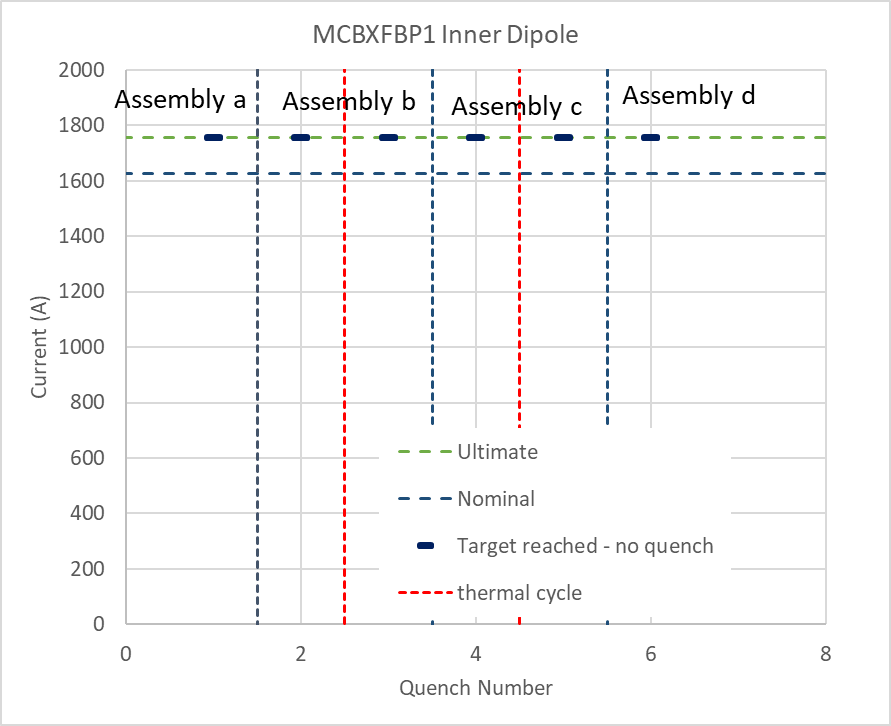 MCBXFBP1 Inner Dipole
2000
1800
1600
1400
1200
1000
800
600
400
200
0
Current (A)
Assembly a
Assembly b
Assembly c
Assembly d
Ultimate
Nominal
Target reached - no quench
thermal cycle
0 2 4 6 8
Quench Number